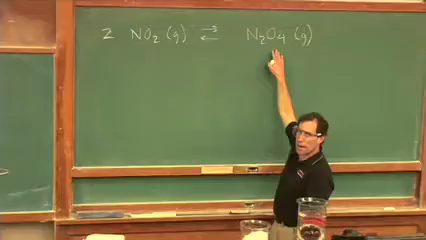 2 NO₂ (g) ⇌ N₂O₄ (g)